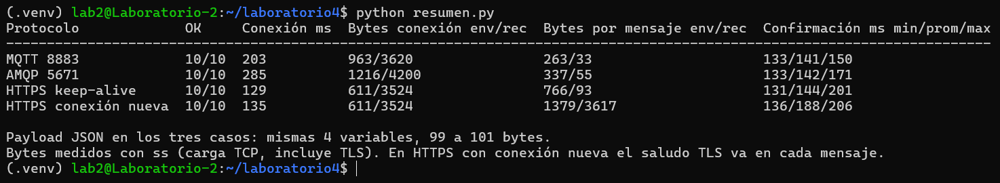 (.venv) lab2@Laboratorio-2:~/laboratorio4$ python resumen.py
Protocolo OK Conexión ms Bytes conexión env/rec Bytes por mensaje env/rec Confirmación ms min/prom/max
-------------------------------------------------------------------------------------------------------------------------
MQTT 8883 10/10 203 963/3620 263/33 133/141/150
AMQP 5671 10/10 285 1216/4200 337/55 133/142/171
HTTPS keep-alive 10/10 129 611/3524 766/93 131/144/201
HTTPS conexión nueva 10/10 135 611/3524 1379/3617 136/188/206
Payload JSON en los tres casos: mismas 4 variables, 99 a 101 bytes.
Bytes medidos con ss (carga TCP, incluye TLS). En HTTPS con conexión nueva el saludo TLS va en cada mensaje.
(.venv) lab2@Laboratorio-2:~/laboratorio4$